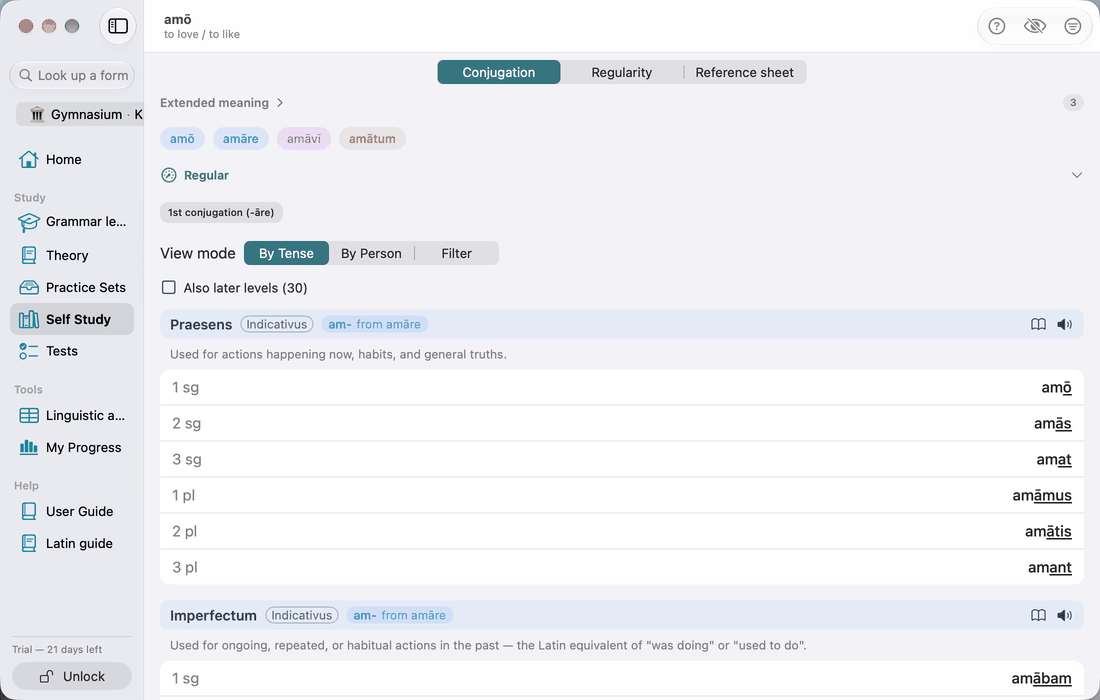 amō
to love / to like
Look up a form
Gymnasium · K
Home
Study
Grammar le...
Theory
Practice Sets
Self Study
Tests
Tools
Linguistic a...
My Progress
Help
User Guide
Latin guide
Trial — 21 days left
Unlock
Conjugation Regularity Reference sheet
Extended meaning 3
amō amāre amāvī amātum
Regular
1st conjugation (-āre)
View mode By Tense By Person Filter
Also later levels (30)
Praesens Indicativus am- from amāre
Used for actions happening now, habits, and general truths.
1 sg amō
2 sg amās
3 sg amat
1 pl amāmus
2 pl amātis
3 pl amant
Imperfectum Indicativus am- from amāre
Used for ongoing, repeated, or habitual actions in the past — the Latin equivalent of "was doing" or "used to do".
1 sg amābam